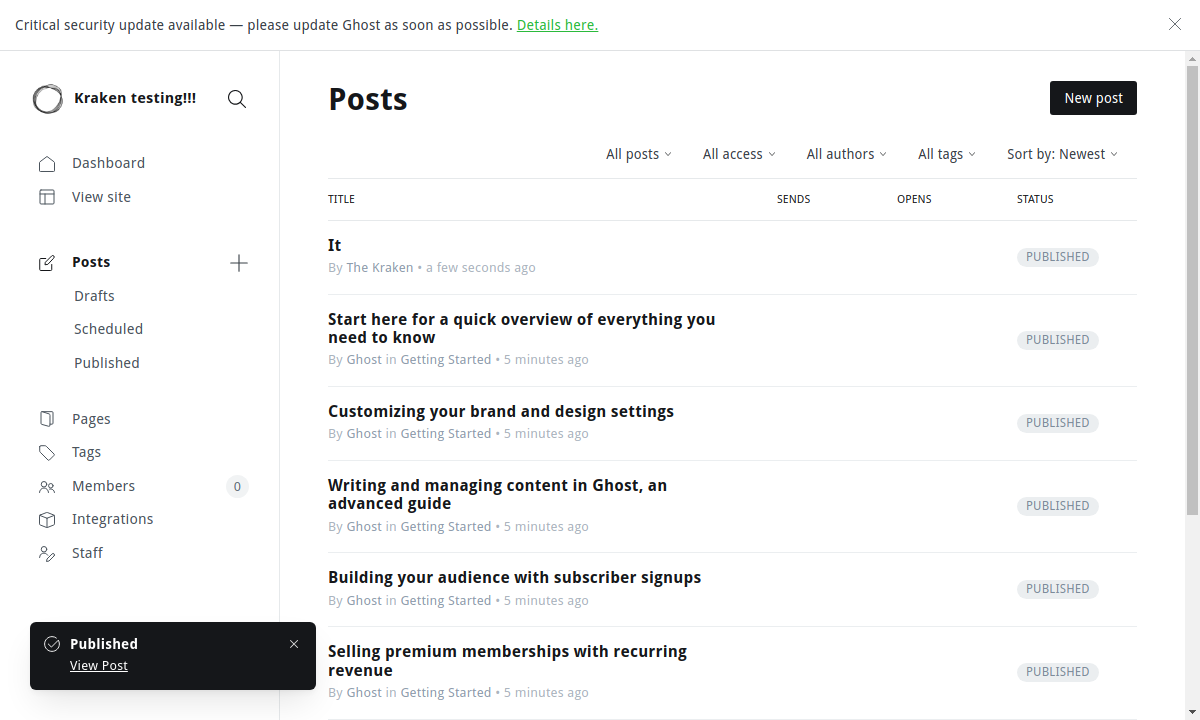 Critical security update available — please update Ghost as soon as possible. Details here.
Kraken testing!!!
Dashboard
View site
Posts
Drafts
Scheduled
Published
Pages
Tags
Members 0
Integrations
Staff
Published
View Post
Posts
New post
All posts All access All authors All tags Sort by: Newest
TITLE SENDS OPENS STATUS
It
By The Kraken • a few seconds ago
PUBLISHED
Start here for a quick overview of everything you
need to know
By Ghost in Getting Started • 5 minutes ago
PUBLISHED
Customizing your brand and design settings
By Ghost in Getting Started • 5 minutes ago
PUBLISHED
Writing and managing content in Ghost, an
advanced guide
By Ghost in Getting Started • 5 minutes ago
PUBLISHED
Building your audience with subscriber signups
By Ghost in Getting Started • 5 minutes ago
PUBLISHED
Selling premium memberships with recurring
revenue
By Ghost in Getting Started • 5 minutes ago
PUBLISHED